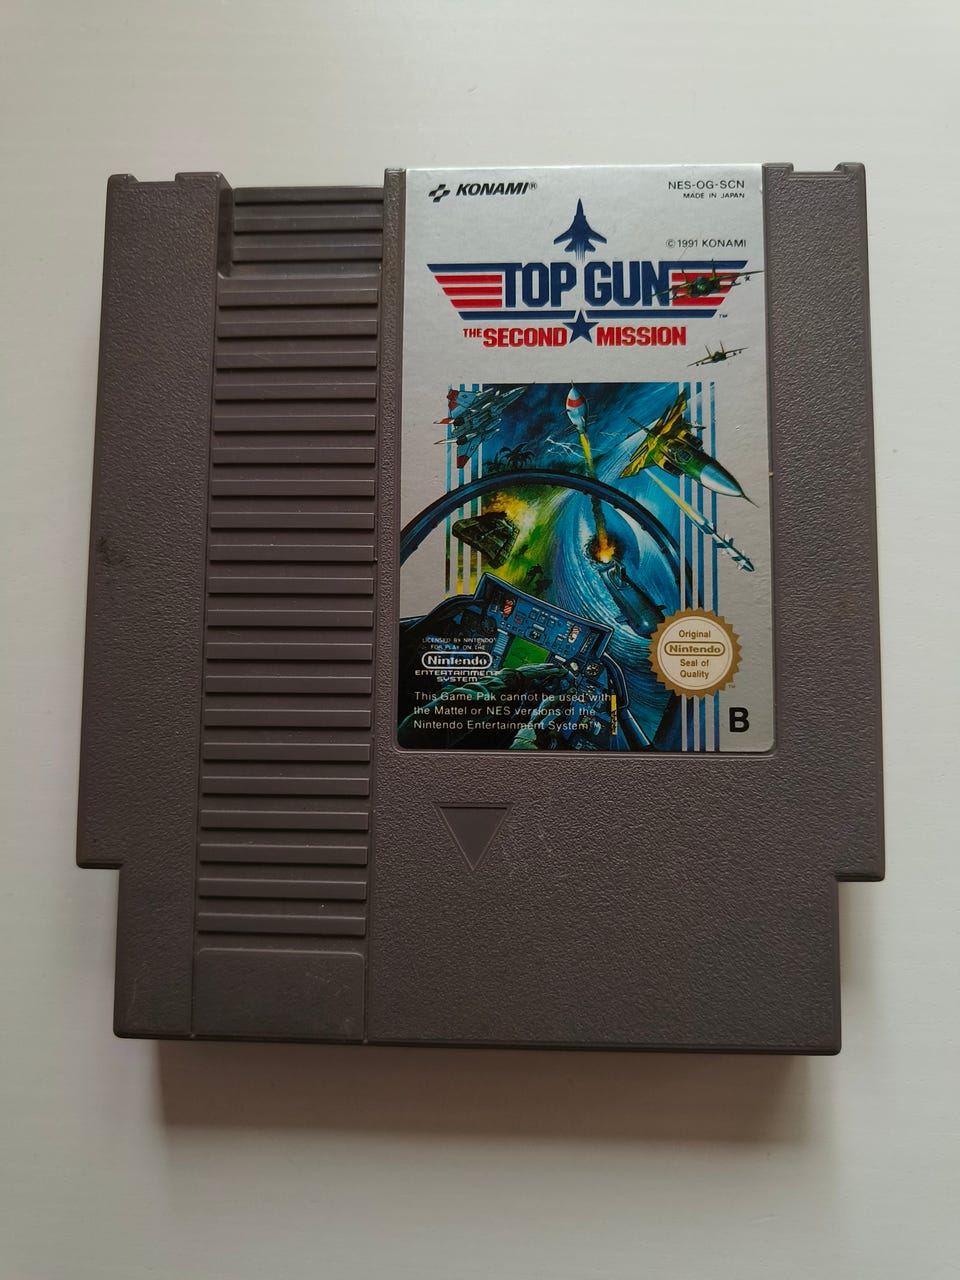 KONAMI®
NES-OG-SCN
MADE IN JAPAN
© 1991 KONAMI
TOP GUN
™
THE SECOND MISSION
LICENSED BY NINTENDO®
FOR PLAY ON THE
Nintendo
ENTERTAINMENT
SYSTEM™
Original
Nintendo
Seal of
Quality
™
This Game Pak cannot be used with
the Mattel or NES versions of the
Nintendo Entertainment System™.
B